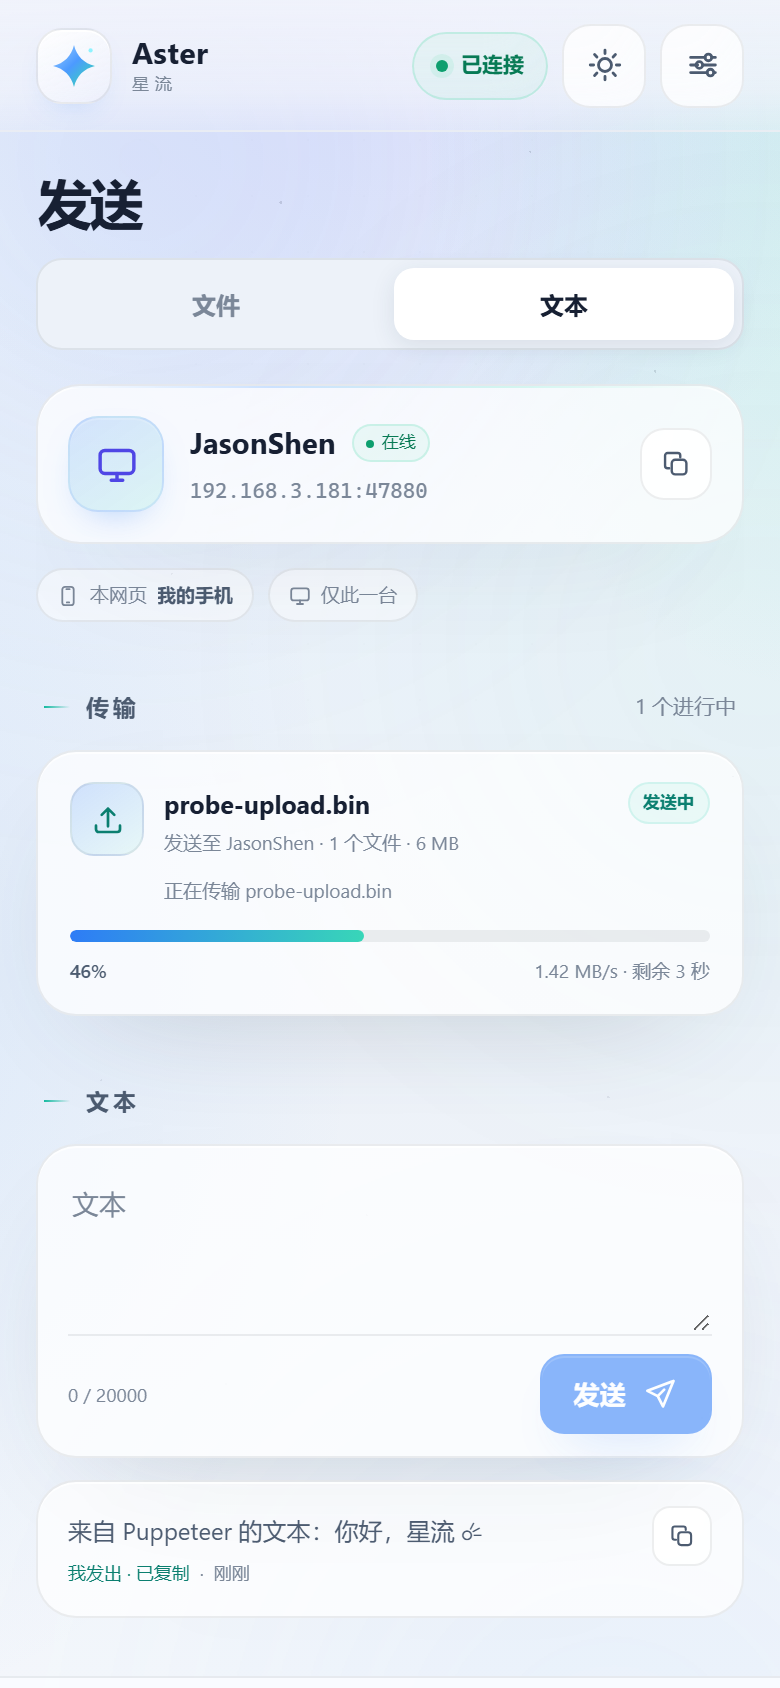 Aster
星流
已连接
发送
文件
文本
JasonShen
在线
192.168.3.181:47880
本网页 我的手机
仅此一台
传输
1 个进行中
probe-upload.bin
发送中
发送至 JasonShen · 1 个文件 · 6 MB
正在传输 probe-upload.bin
46%
1.42 MB/s · 剩余 3 秒
文本
文本
0 / 20000
发送
来自 Puppeteer 的文本：你好，星流
我发出 · 已复制 · 刚刚